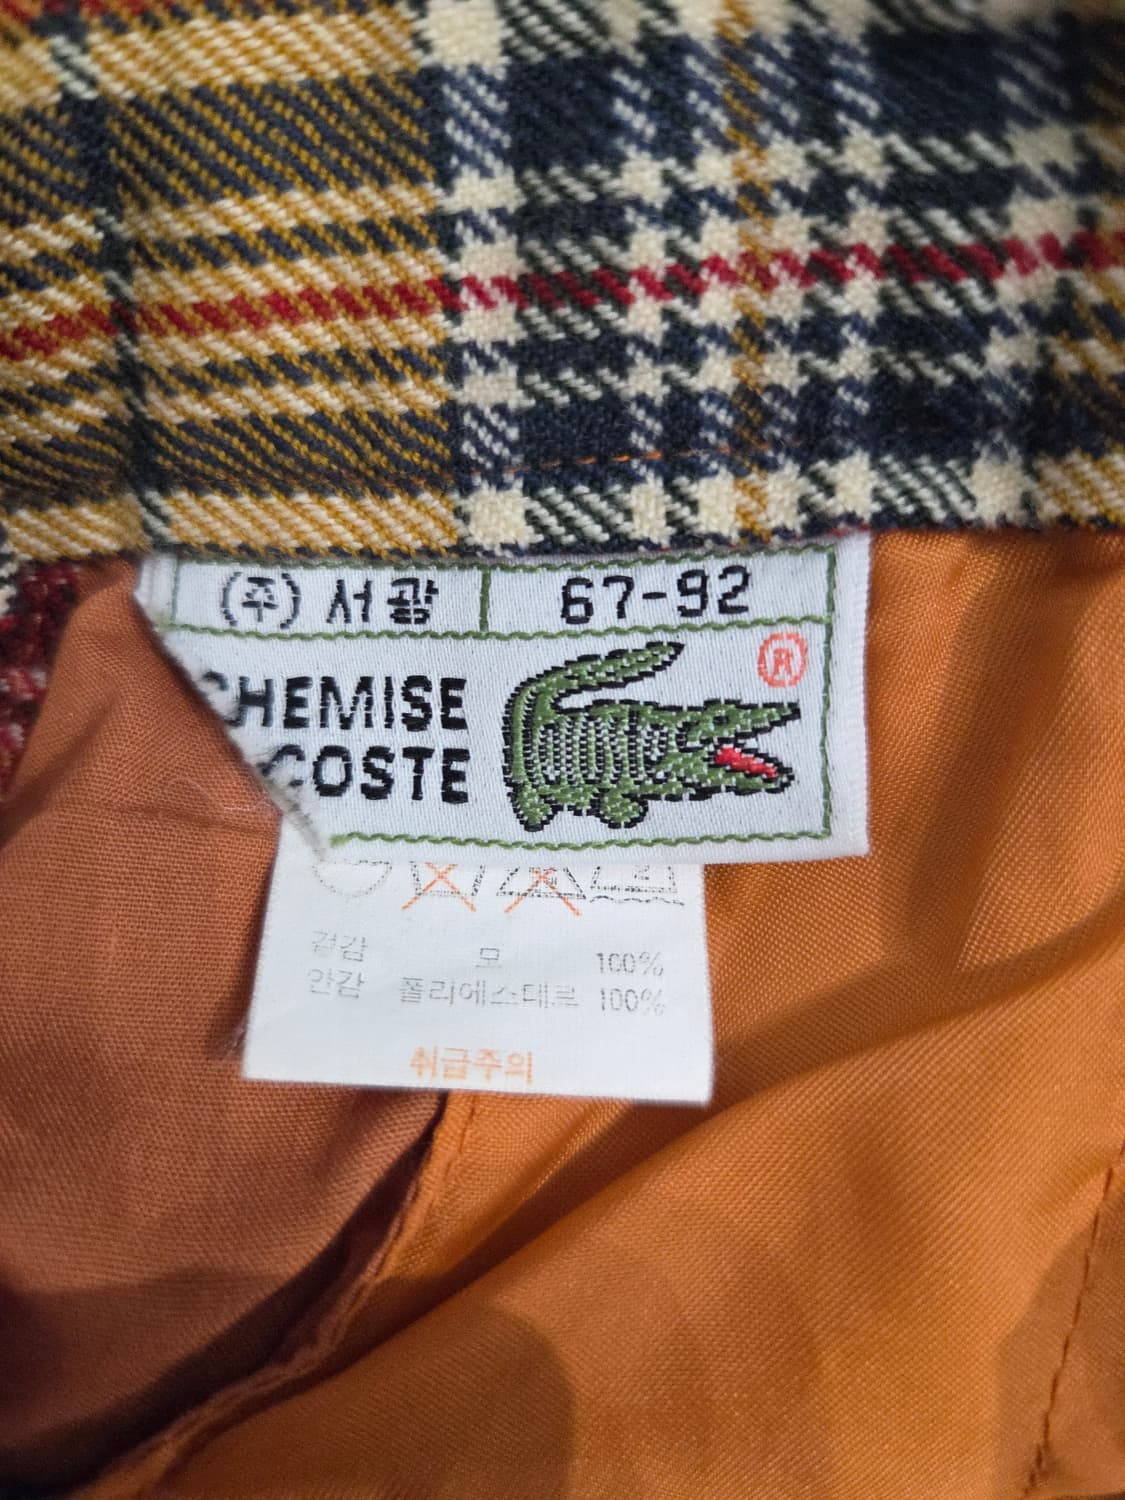 (주) 서광 67-92
CHEMISE
COSTE
®
겉감 모 100%
안감 폴리에스테르 100%
취급주의